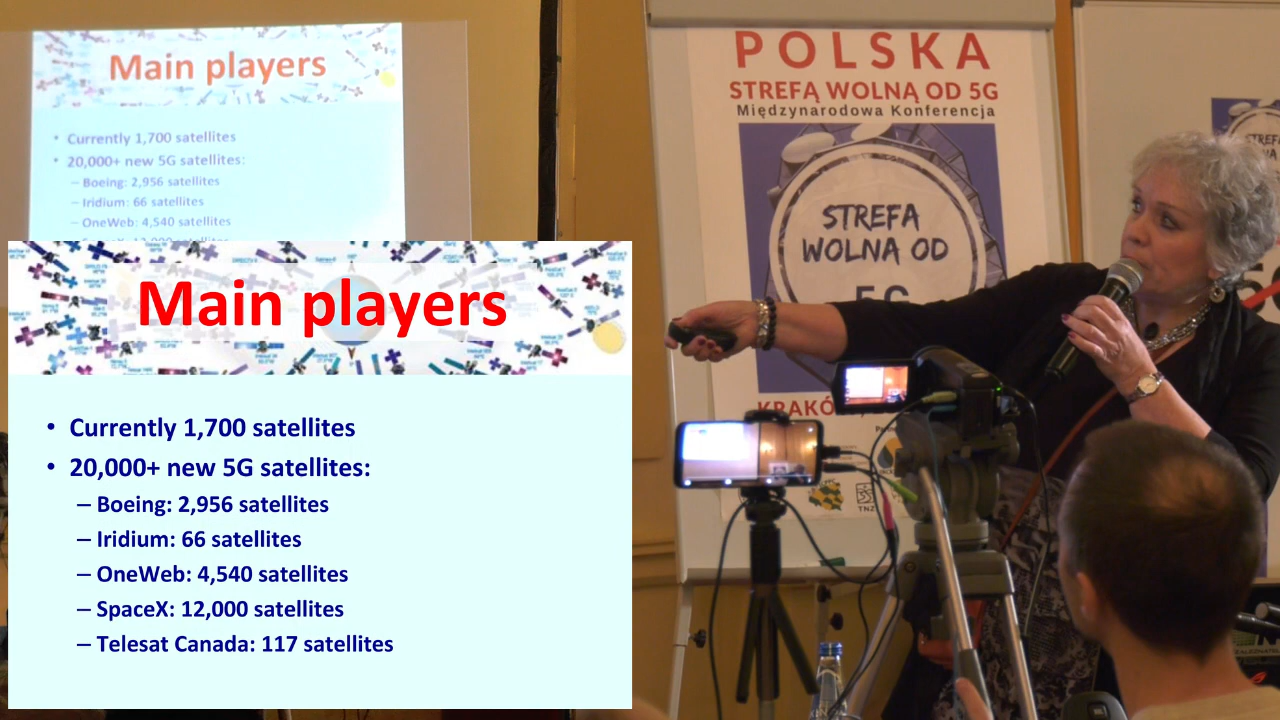 Main players
• Currently 1,700 satellites
• 20,000+ new 5G satellites:
– Boeing: 2,956 satellites
– Iridium: 66 satellites
– OneWeb: 4,540 satellites
POLSKA
STREFĄ WOLNĄ OD 5G
Międzynarodowa Konferencja
STREFA
WOLNA OD
5G
Main players
• Currently 1,700 satellites
• 20,000+ new 5G satellites:
– Boeing: 2,956 satellites
– Iridium: 66 satellites
– OneWeb: 4,540 satellites
– SpaceX: 12,000 satellites
– Telesat Canada: 117 satellites